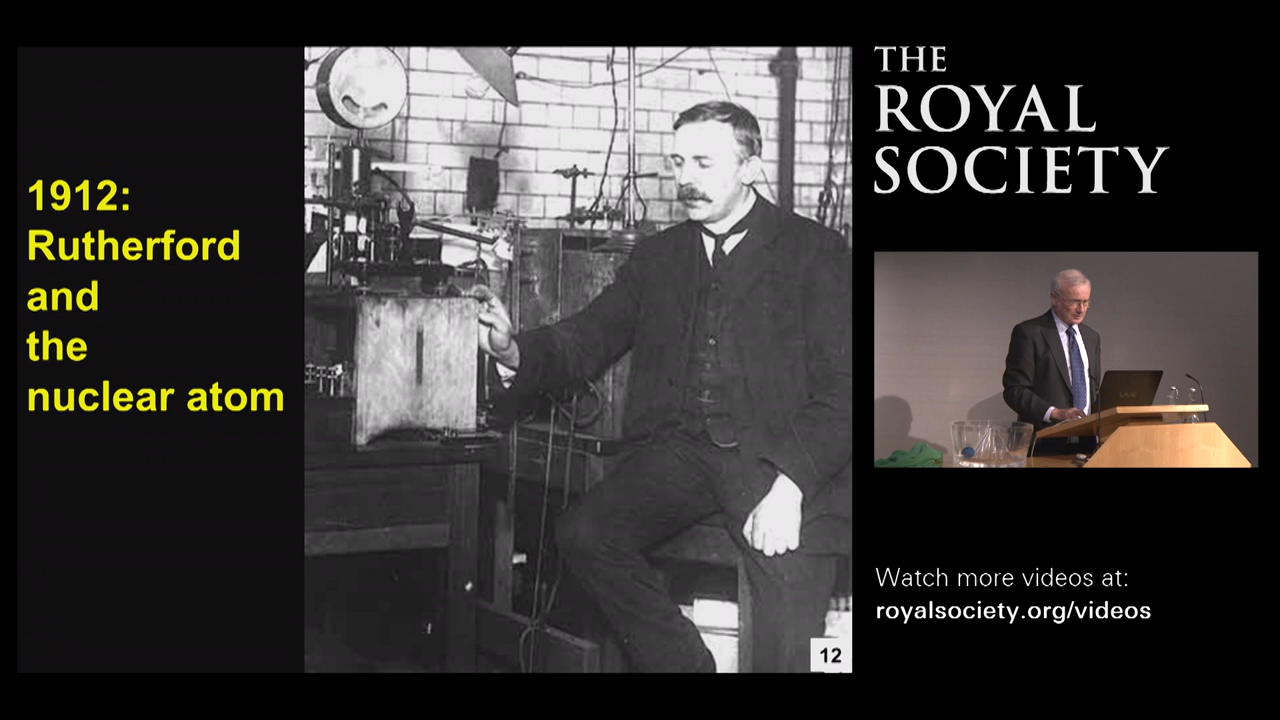 1912:
Rutherford
and
the
nuclear atom
12
THE
ROYAL
SOCIETY
Watch more videos at:
royalsociety.org/videos